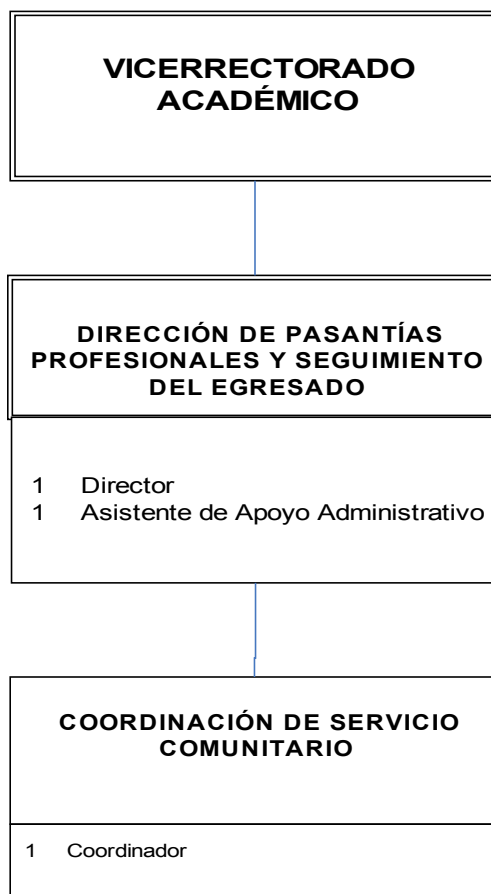 VICERRECTORADO
ACADÉMICO
DIRECCIÓN DE PASANTÍAS
PROFESIONALES Y SEGUIMIENTO
DEL EGRESADO
1 Director
1 Asistente de Apoyo Administrativo
COORDINACIÓN DE SERVICIO
COMUNITARIO
1 Coordinador